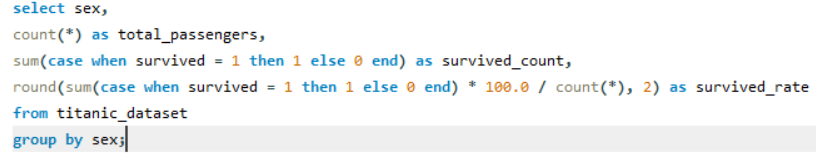 select sex,
count(*) as total_passengers,
sum(case when survived = 1 then 1 else 0 end) as survived_count,
round(sum(case when survived = 1 then 1 else 0 end) * 100.0 / count(*), 2) as survived_rate
from titanic_dataset
group by sex;